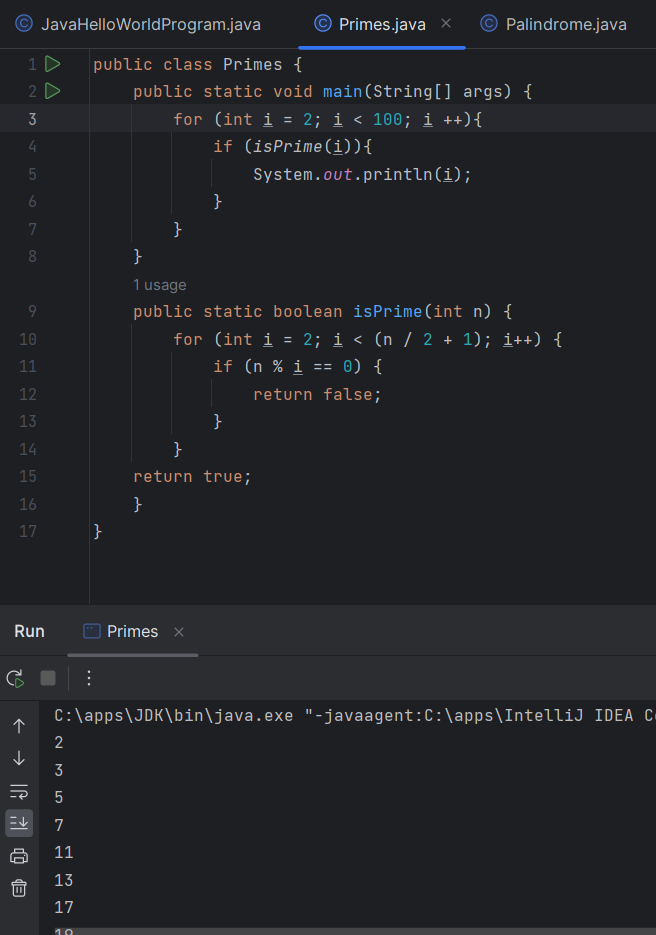 JavaHelloWorldProgram.java Primes.java Palindrome.java
1 public class Primes {
2 public static void main(String[] args) {
3 for (int i = 2; i < 100; i ++){
4 if (isPrime(i)){
5 System.out.println(i);
6 }
7 }
8 }
1 usage
9 public static boolean isPrime(int n) {
10 for (int i = 2; i < (n / 2 + 1); i++) {
11 if (n % i == 0) {
12 return false;
13 }
14 }
15 return true;
16 }
17 }
Run Primes
C:\apps\JDK\bin\java.exe "-javaagent:C:\apps\IntelliJ IDEA
2
3
5
7
11
13
17